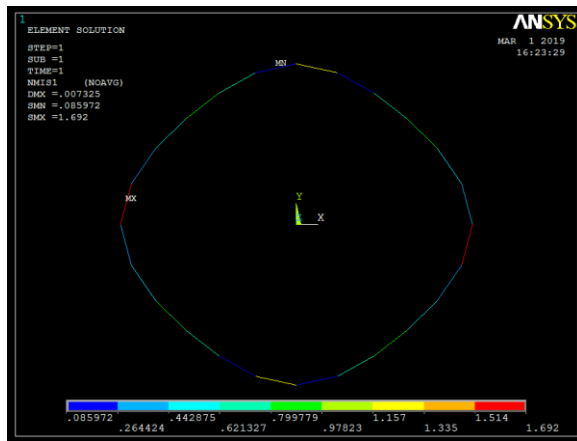 1
ANSYS
ELEMENT SOLUTION
MAR 1 2019
16:23:29
STEP=1
SUB =1
TIME=1
NMIS1 (NOAVG)
DMX =.007325
SMN =.085972
SMX =1.692
MN
MX
Y
X
.085972 .442875 .799779 1.157 1.514
.264424 .621327 .97823 1.335 1.692